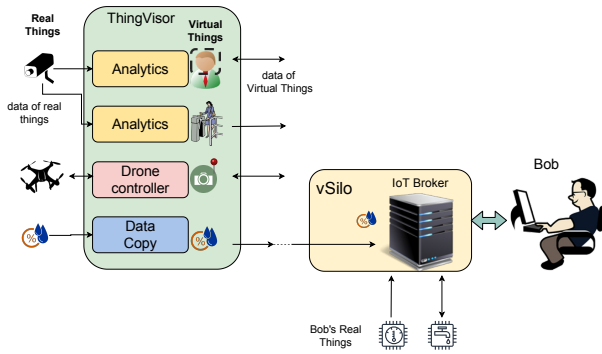 Real
Things
ThingVisor
Virtual
Things
Analytics
data of
Virtual Things
data of real
things
Analytics
Drone
controller
Data
Copy
%
%
vSilo
IoT Broker
%
Bob
Bob's Real
Things